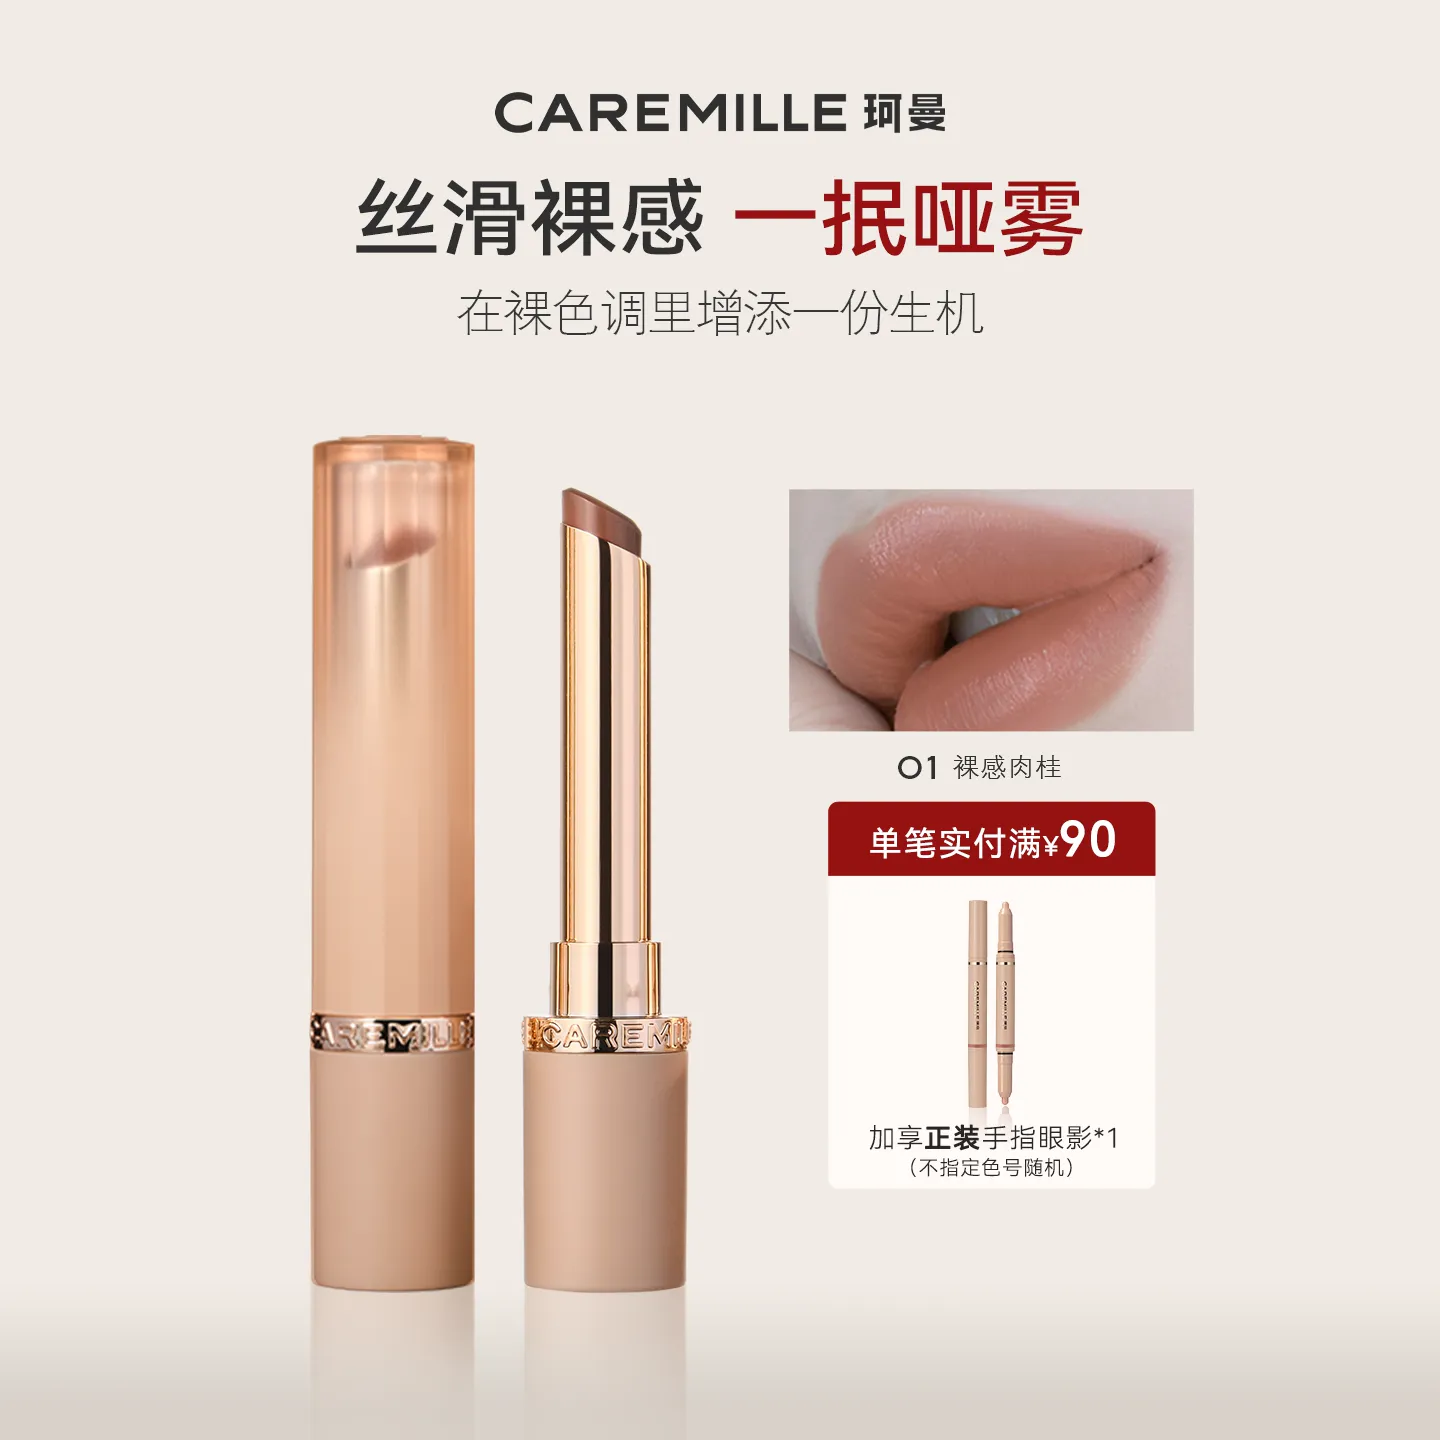 CAREMILLE 珂曼
丝滑裸感 一抿哑雾
在裸色调里增添一份生机
01 裸感肉桂
单笔实付满¥90
加享正装手指眼影*1
（不指定色号随机）
CAREMILLE
CAREMILLE